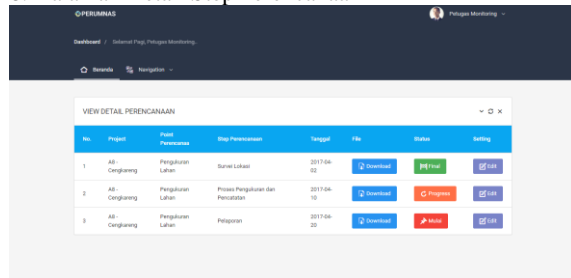 PERUMNAS
Petugas Monitoring
Dashboard / Selamat Pagi, Petugas Monitoring..
Beranda Navigation
VIEW DETAIL PERENCANAAN
No. Project Point Perencanaa Step Perencanaan Tanggal File Status Setting
1 A8 - Cengkareng Pengukuran Lahan Survei Lokasi 2017-04-02 Download Final Edit
2 A8 - Cengkareng Pengukuran Lahan Proses Pengukuran dan Pencatatan 2017-04-10 Download Progress Edit
3 A8 - Cengkareng Pengukuran Lahan Pelaporan 2017-04-20 Download Mulai Edit